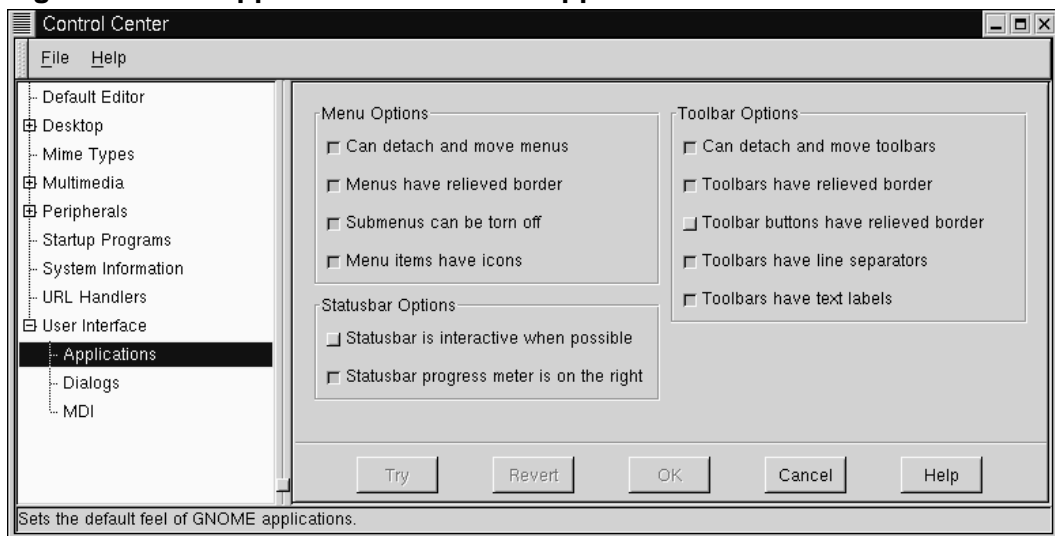 Control Center
File Help
Default Editor
Desktop
Mime Types
Multimedia
Peripherals
Startup Programs
System Information
URL Handlers
User Interface
Applications
Dialogs
MDI
Menu Options
Can detach and move menus
Menus have relieved border
Submenus can be torn off
Menu items have icons
Statusbar Options
Statusbar is interactive when possible
Statusbar progress meter is on the right
Toolbar Options
Can detach and move toolbars
Toolbars have relieved border
Toolbar buttons have relieved border
Toolbars have line separators
Toolbars have text labels
Try Revert OK Cancel Help
Sets the default feel of GNOME applications.